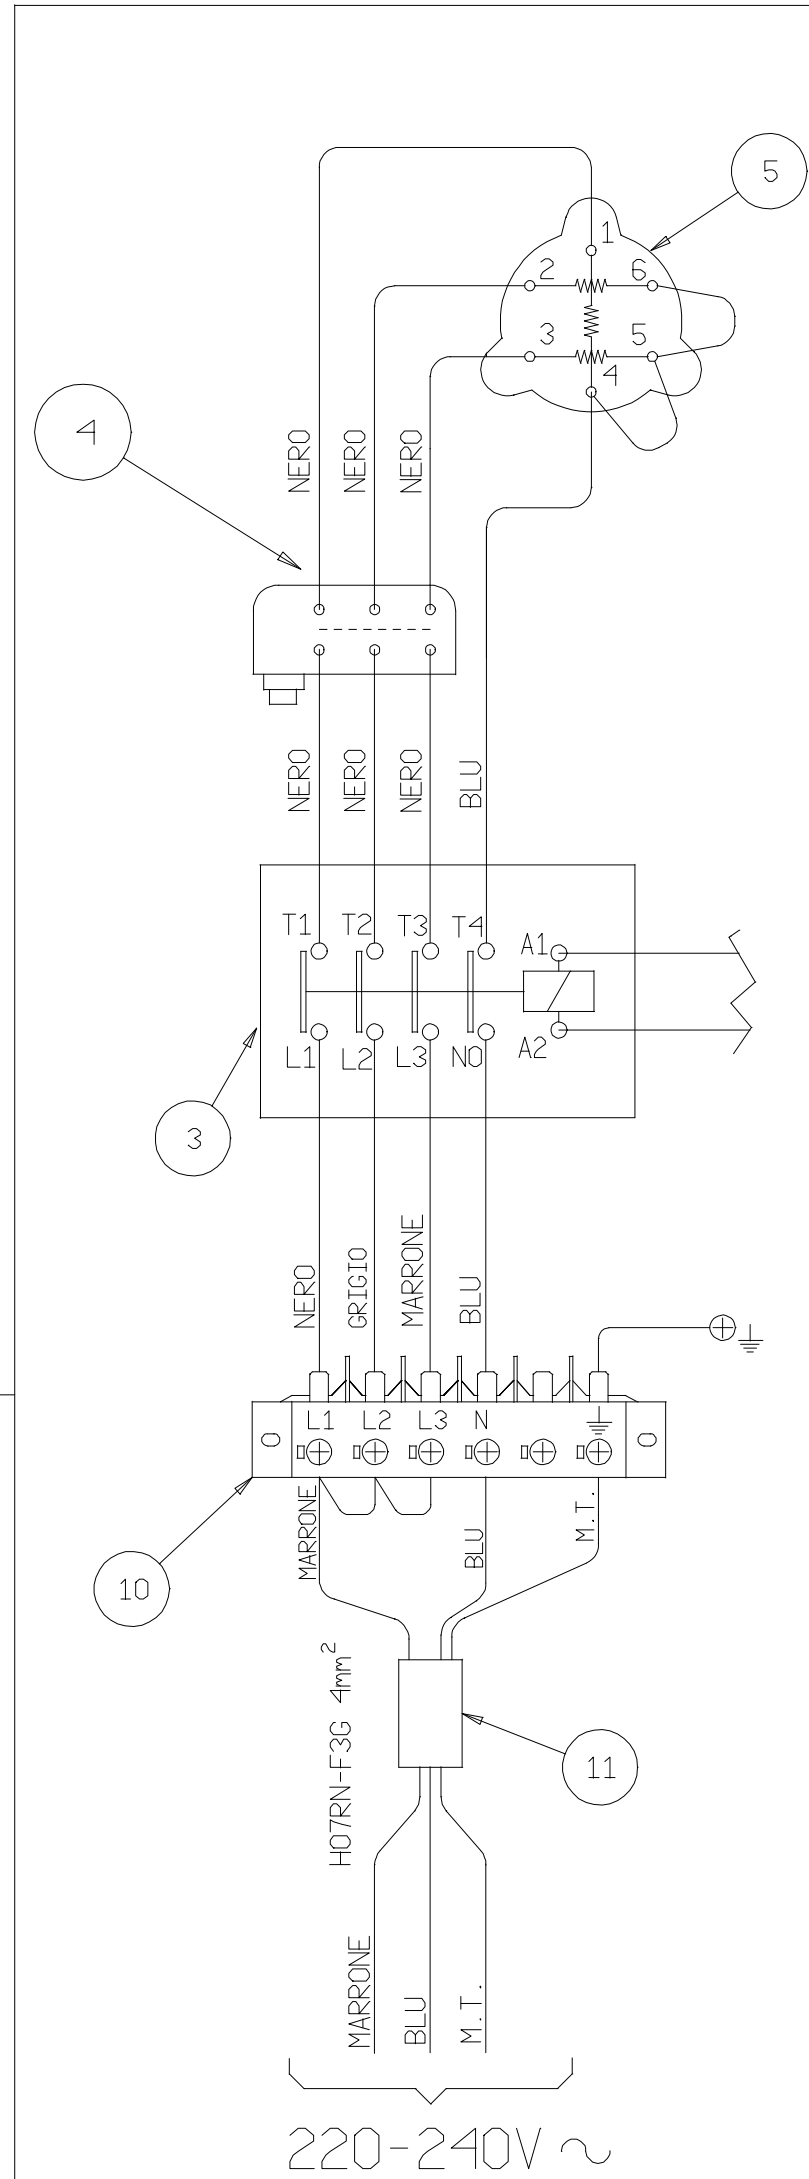 5
1
2 6
3 5
4
4
NERO NERO NERO
NERO NERO NERO BLU
T1 T2 T3 T4 A1
L1 L2 L3 NO A2
3
NERO GRIGIO MARRONE BLU
L1 L2 L3 N
MARRONE BLU M.T.
10
H07RN-F3G 4mm²
11
MARRONE BLU M.T.
220-240V ~